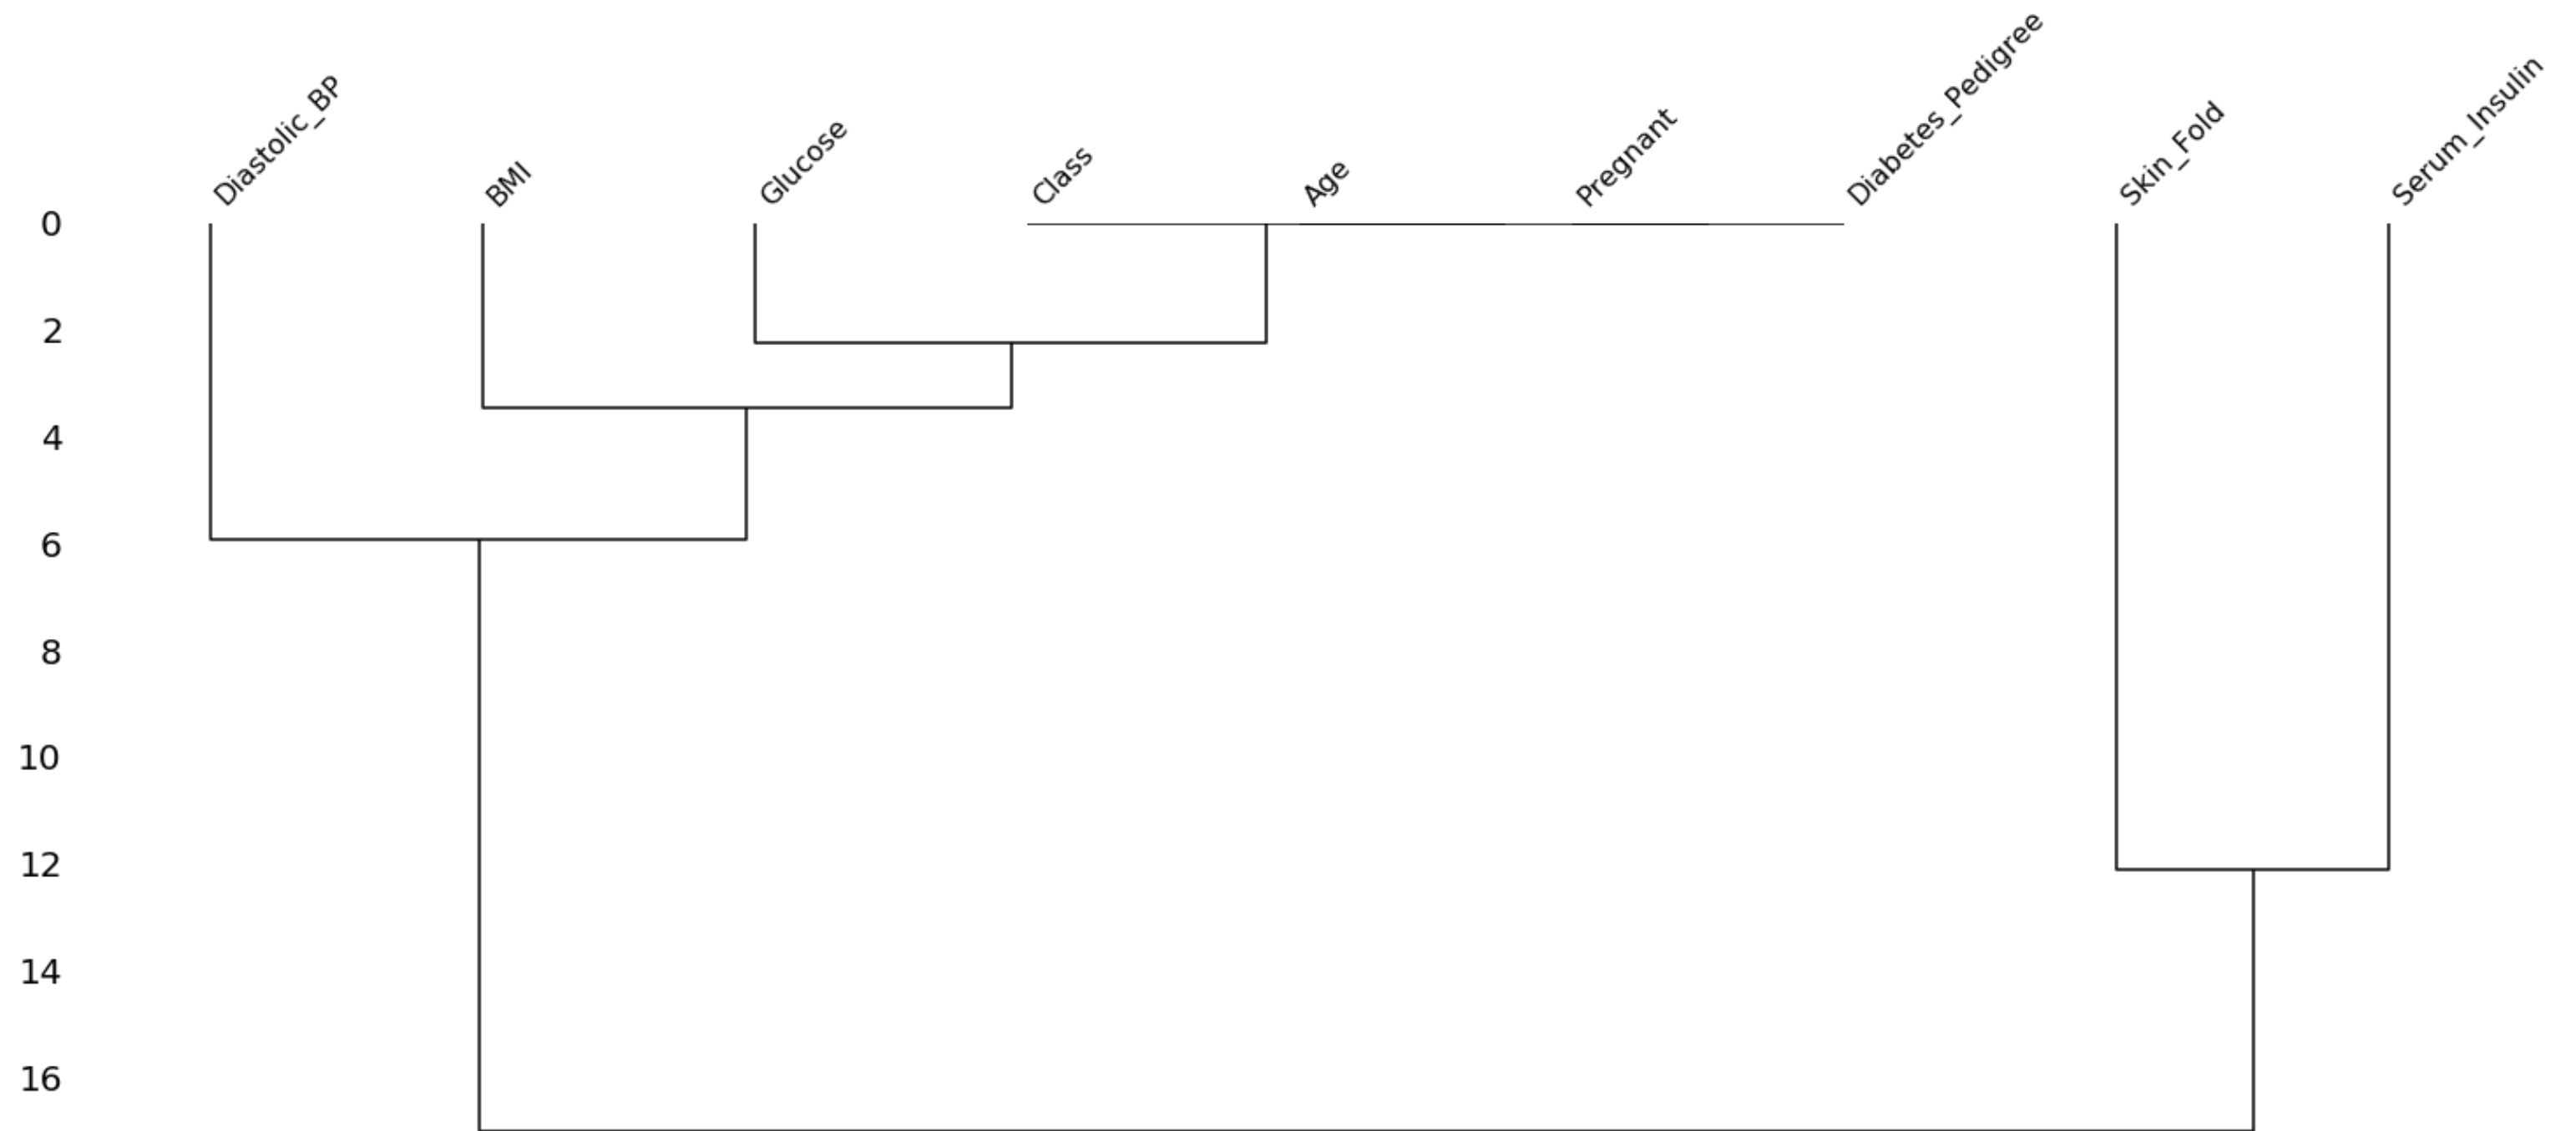 Diastolic_BP
BMI
Glucose
Class
Age
Pregnant
Diabetes_Pedigree
Skin_Fold
Serum_Insulin
0
2
4
6
8
10
12
14
16